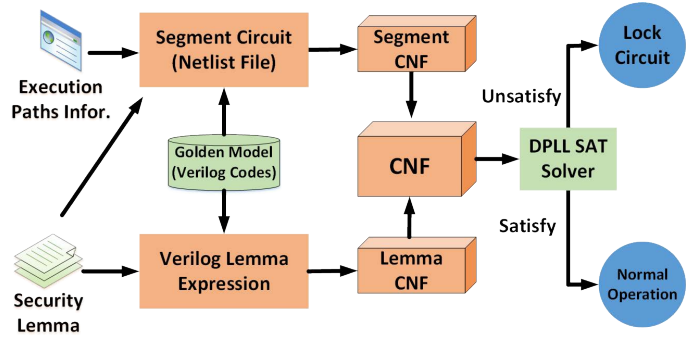 Execution
Paths Infor.
Segment Circuit
(Netlist File)
Segment
CNF
Lock
Circuit
Unsatisfy
Golden Model
(Verilog Codes)
CNF
DPLL SAT
Solver
Satisfy
Security
Lemma
Verilog Lemma
Expression
Lemma
CNF
Normal
Operation